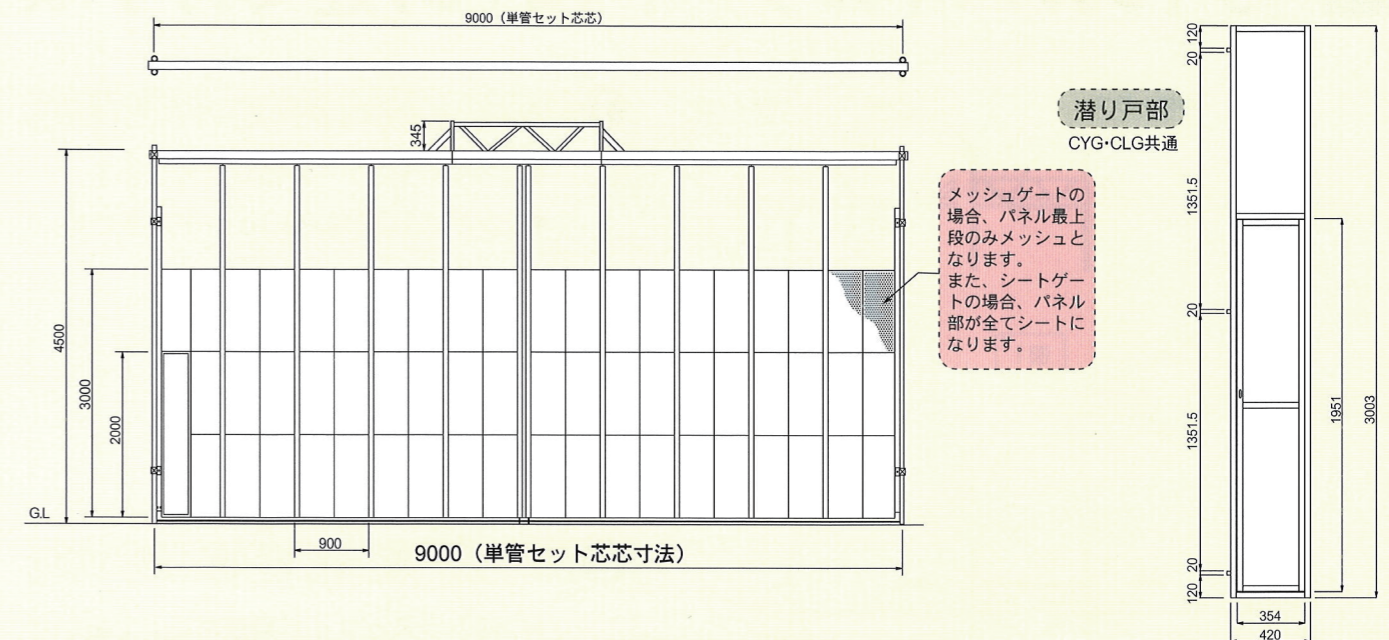 9000（単管セット芯芯）
345
4500
3000
2000
G.L
900
9000（単管セット芯芯寸法）
潜り戸部
CYG･CLG共通
メッシュゲートの
場合、パネル最上
段のみメッシュと
なります。
また、シートゲー
トの場合、パネル
部が全てシートに
なります。
120
20
1351.5
20
1351.5
20
120
1951
3003
354
420